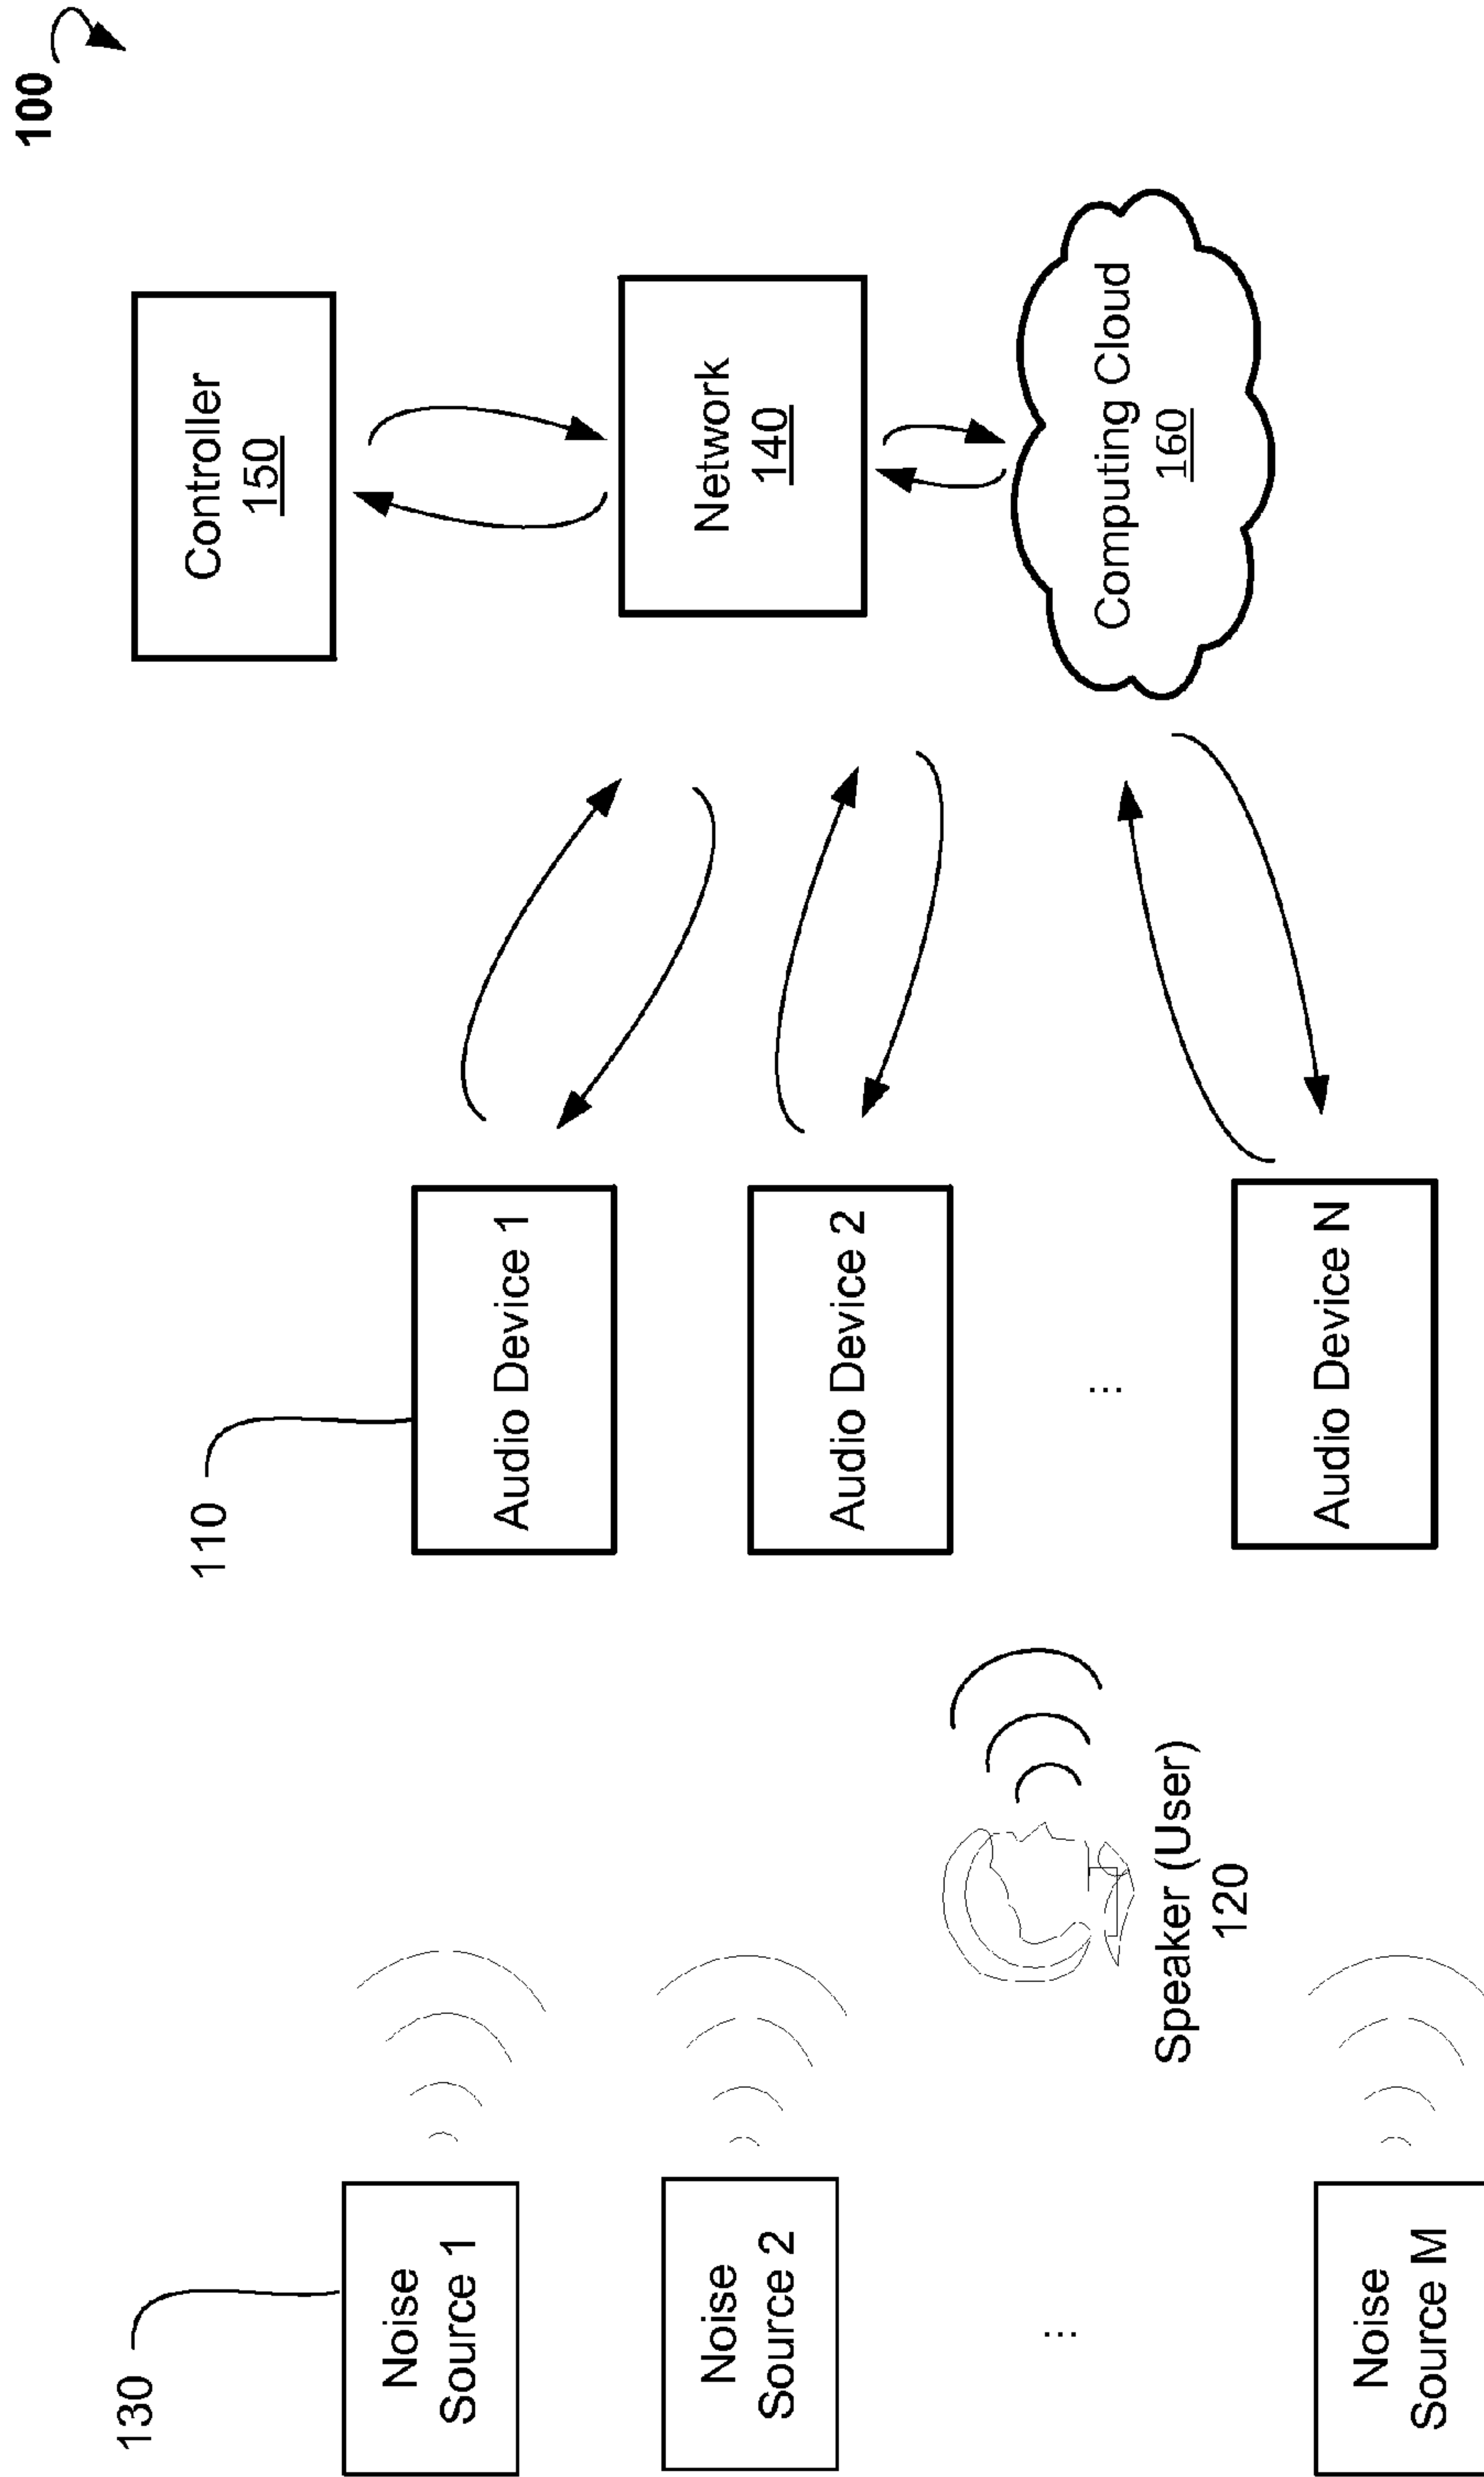 100
130
Noise
Source 1
Noise
Source 2
...
Noise
Source M
Speaker (User)
120
110
Audio Device 1
Audio Device 2
...
Audio Device N
Controller
150
Network
140
Computing Cloud
160